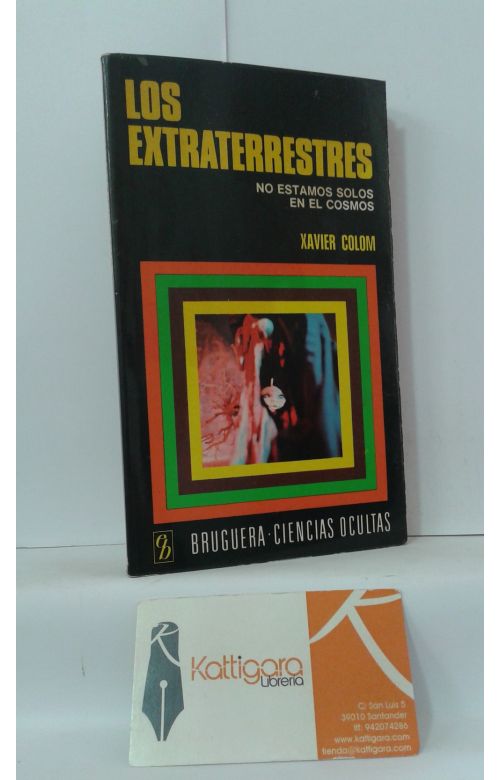 LOS
EXTRATERRESTRES
NO ESTAMOS SOLOS
EN EL COSMOS
XAVIER COLOM
eb BRUGUERA·CIENCIAS OCULTAS
Kattigara
Librería
C/ San Luis 5
39010 Santander
tlf: 942074286
www.kattigara.com
tienda@kattigara.com